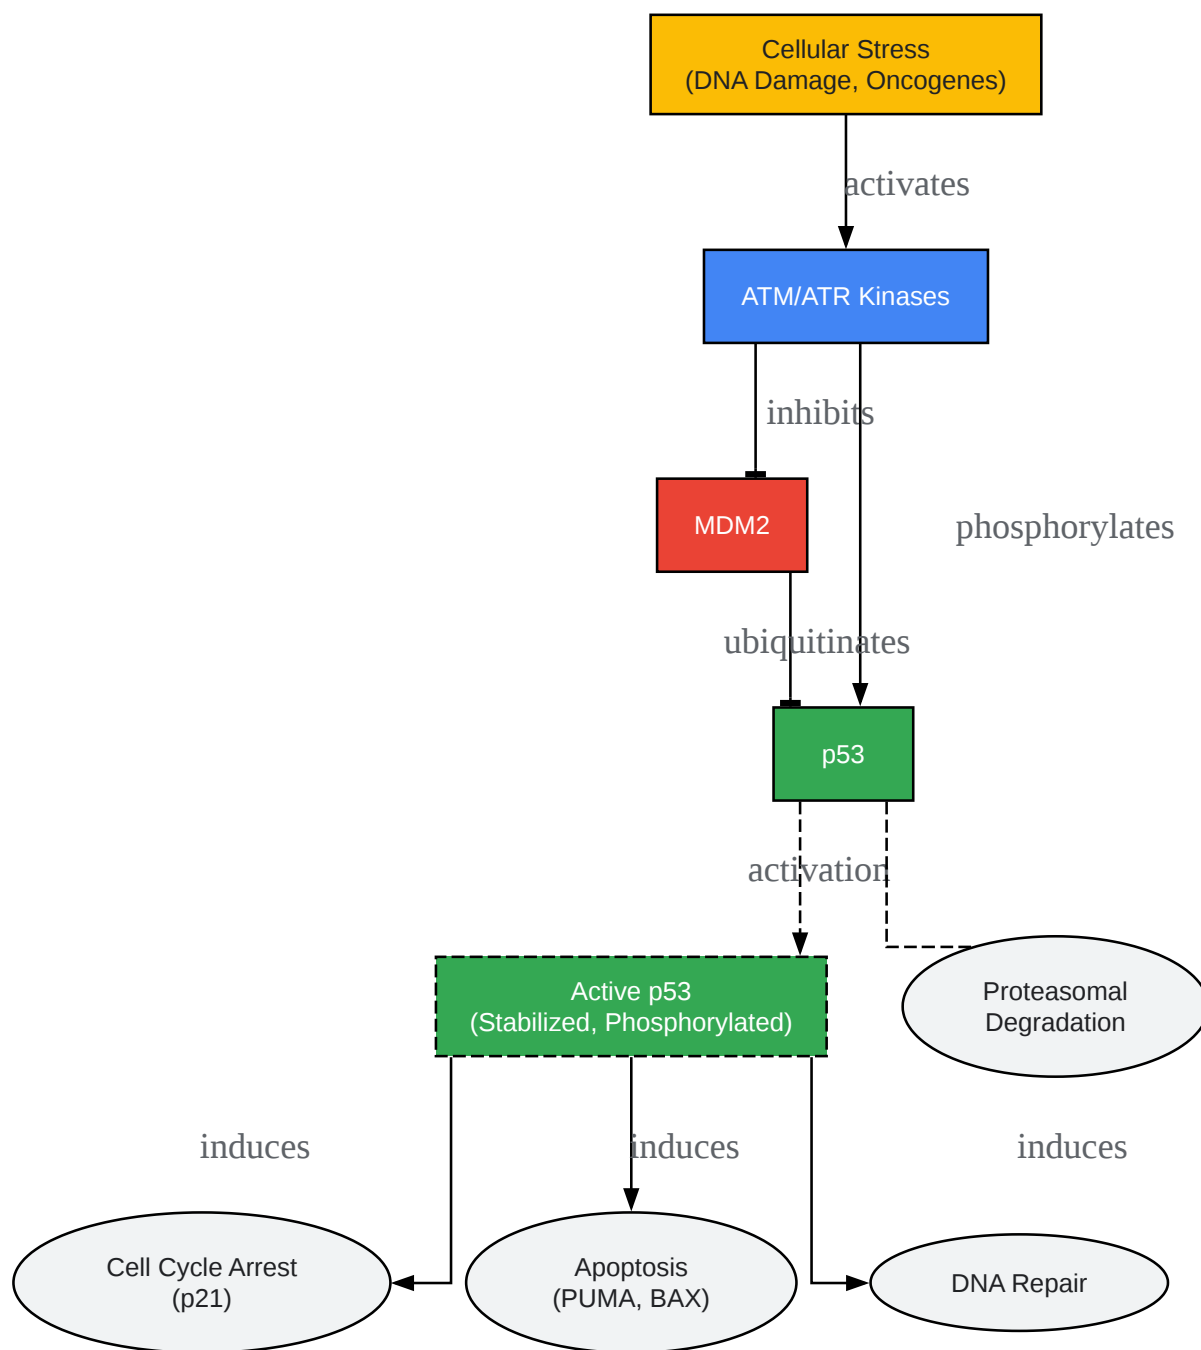 Cellular Stress
(DNA Damage, Oncogenes)
activates
ATM/ATR Kinases
inhibits
MDM2
phosphorylates
ubiquitinates
p53
activation
Active p53
(Stabilized, Phosphorylated)
Proteasomal
Degradation
induces
induces
induces
Cell Cycle Arrest
(p21)
Apoptosis
(PUMA, BAX)
DNA Repair